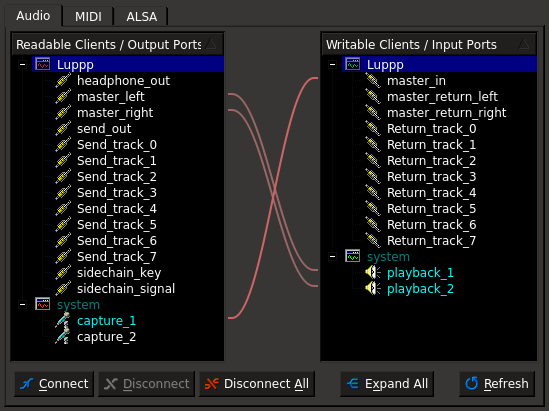 Audio
MIDI
ALSA
Readable Clients / Output Ports
Luppp
headphone_out
master_left
master_right
send_out
Send_track_0
Send_track_1
Send_track_2
Send_track_3
Send_track_4
Send_track_5
Send_track_6
Send_track_7
sidechain_key
sidechain_signal
system
capture_1
capture_2
Writable Clients / Input Ports
Luppp
master_in
master_return_left
master_return_right
Return_track_0
Return_track_1
Return_track_2
Return_track_3
Return_track_4
Return_track_5
Return_track_6
Return_track_7
system
playback_1
playback_2
Connect
Disconnect
Disconnect All
Expand All
Refresh